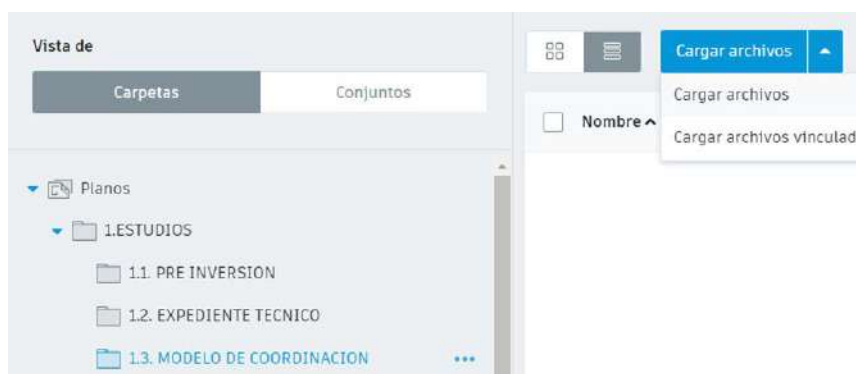 Vista de
Carpetas
Conjuntos
Planos
1.ESTUDIOS
1.1. PRE INVERSION
1.2. EXPEDIENTE TECNICO
1.3. MODELO DE COORDINACION
Cargar archivos
Cargar archivos
Nombre
Cargar archivos vinculad